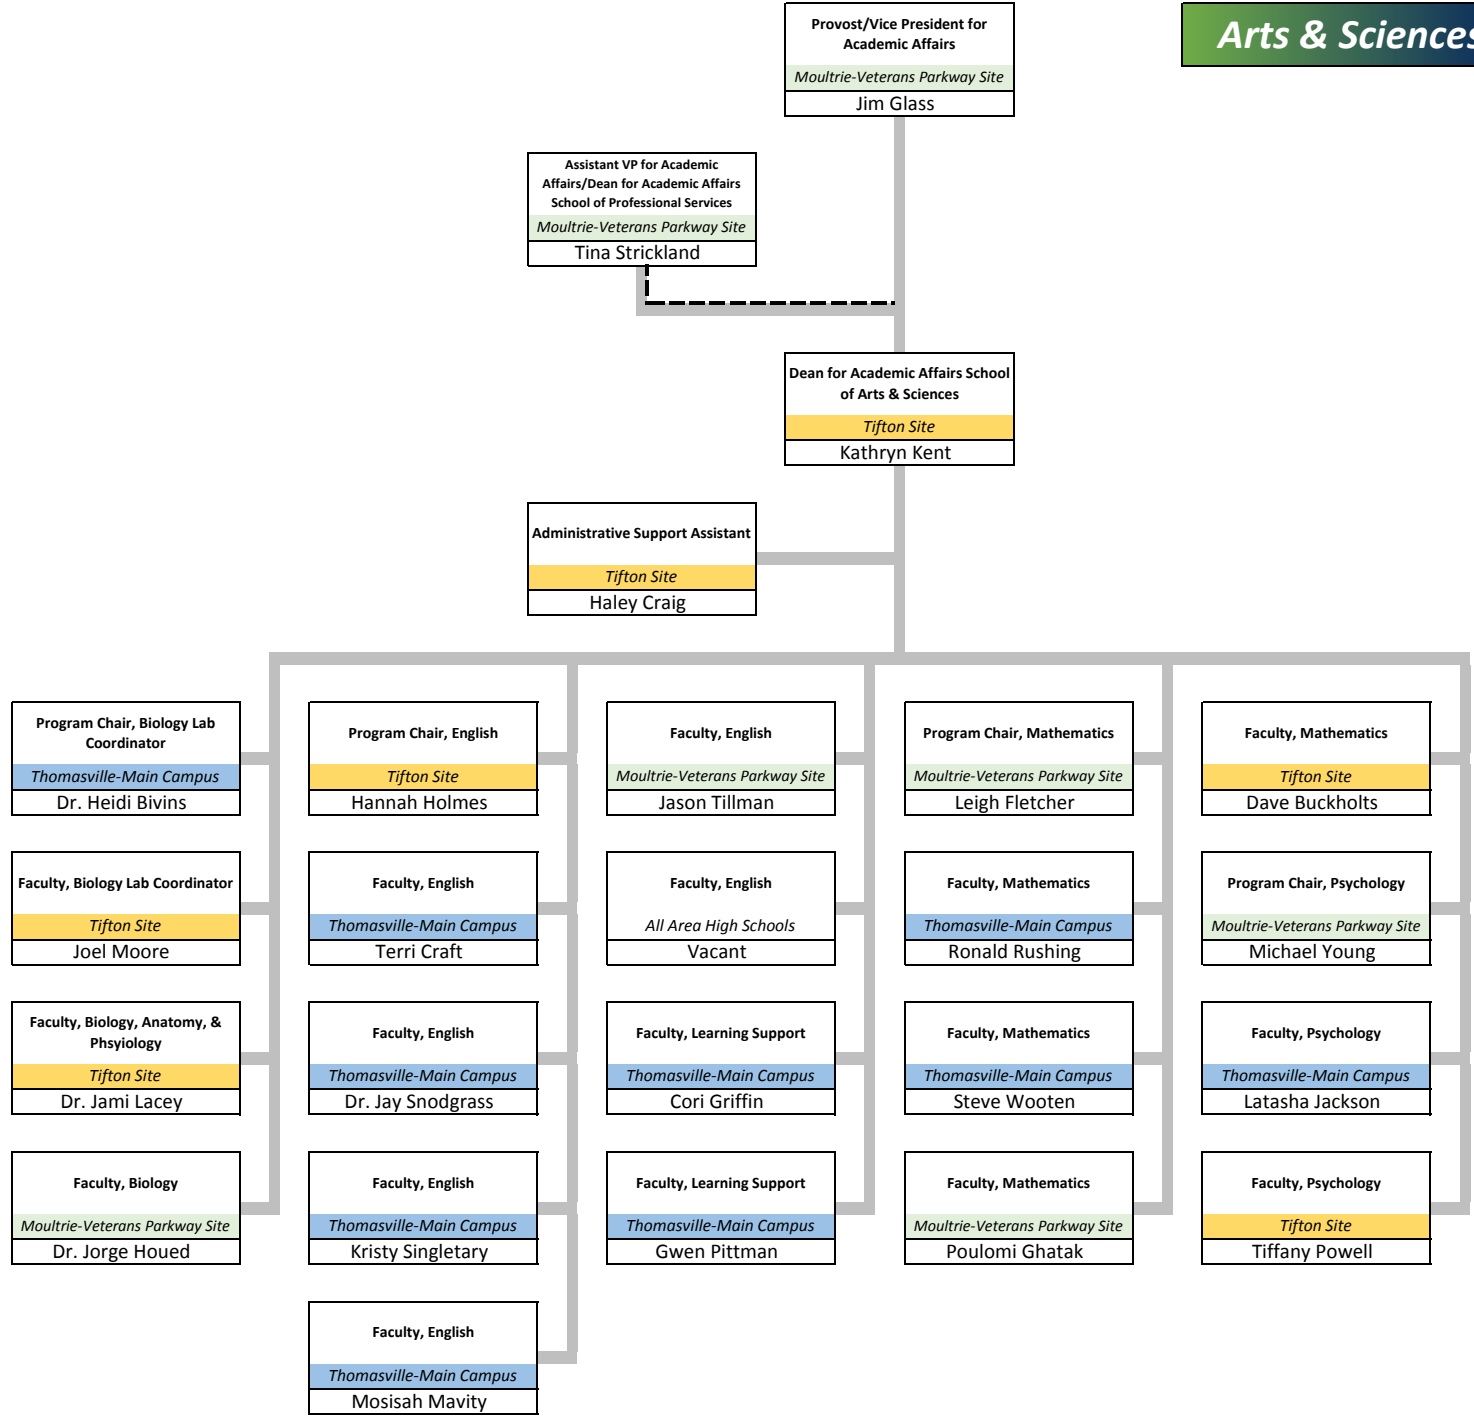 Provost/Vice President for
Academic Affairs
Moultrie-Veterans Parkway Site
Jim Glass
Arts & Sciences
Assistant VP for Academic
Affairs/Dean for Academic Affairs
School of Professional Services
Moultrie-Veterans Parkway Site
Tina Strickland
Dean for Academic Affairs School
of Arts & Sciences
Tifton Site
Kathryn Kent
Administrative Support Assistant
Tifton Site
Haley Craig
Program Chair, Biology Lab
Coordinator
Thomasville-Main Campus
Dr. Heidi Bivins
Program Chair, English
Tifton Site
Hannah Holmes
Faculty, English
Moultrie-Veterans Parkway Site
Jason Tillman
Program Chair, Mathematics
Moultrie-Veterans Parkway Site
Leigh Fletcher
Faculty, Mathematics
Tifton Site
Dave Buckholts
Faculty, Biology Lab Coordinator
Tifton Site
Joel Moore
Faculty, English
Thomasville-Main Campus
Terri Craft
Faculty, English
All Area High Schools
Vacant
Faculty, Mathematics
Thomasville-Main Campus
Ronald Rushing
Program Chair, Psychology
Moultrie-Veterans Parkway Site
Michael Young
Faculty, Biology, Anatomy, &
Phsyiology
Tifton Site
Dr. Jami Lacey
Faculty, English
Thomasville-Main Campus
Dr. Jay Snodgrass
Faculty, Learning Support
Thomasville-Main Campus
Cori Griffin
Faculty, Mathematics
Thomasville-Main Campus
Steve Wooten
Faculty, Psychology
Thomasville-Main Campus
Latasha Jackson
Faculty, Biology
Moultrie-Veterans Parkway Site
Dr. Jorge Houed
Faculty, English
Thomasville-Main Campus
Kristy Singletary
Faculty, Learning Support
Thomasville-Main Campus
Gwen Pittman
Faculty, Mathematics
Moultrie-Veterans Parkway Site
Poulomi Ghatak
Faculty, Psychology
Tifton Site
Tiffany Powell
Faculty, English
Thomasville-Main Campus
Mosisah Mavity